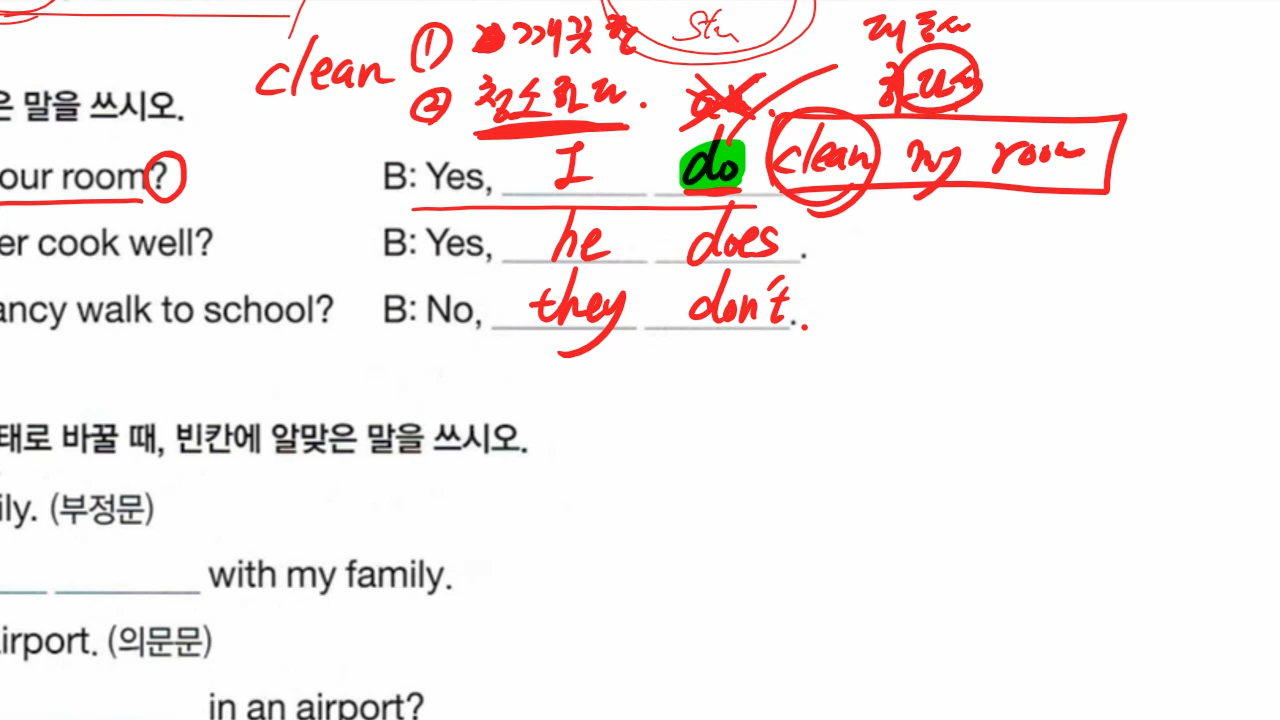 clean ① 깨끗한
② 청소한다.
은 말을 쓰시오.
our room? B: Yes, I do clean my room
er cook well? B: Yes, he does.
ancy walk to school? B: No, they don't.
태로 바꿀 때, 빈칸에 알맞은 말을 쓰시오.
ily. (부정문)
with my family.
airport. (의문문)
in an airport?